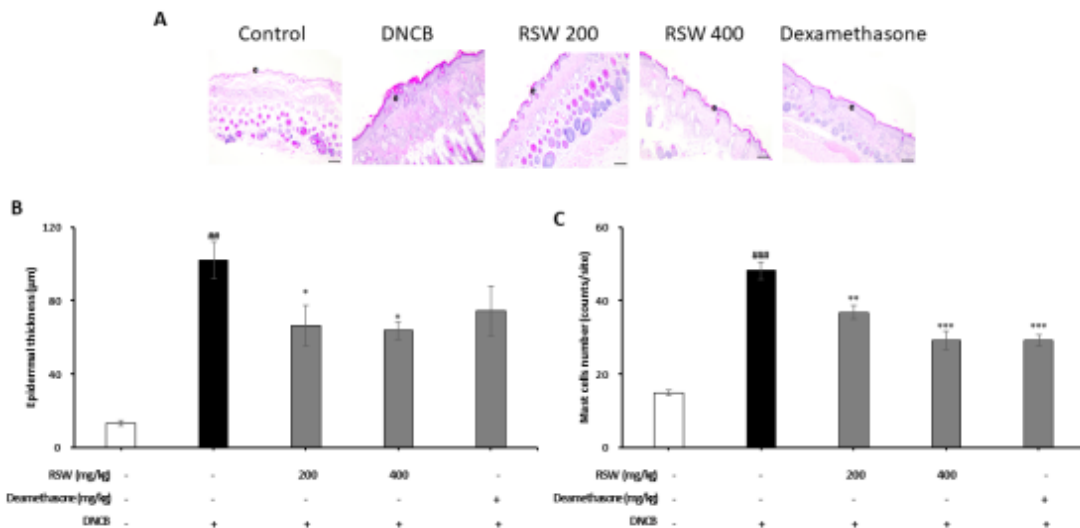 A
Control DNCB RSW 200 RSW 400 Dexamethasone
e e e e e
B
Epidermal thickness (μm)
120
80
40
0
##
*
*
RSW (mg/kg) - - 200 400 -
Deamethasone (mg/kg) - - - - +
DNCB - + + + +
C
Mast cells number (counts/site)
60
40
20
0
###
**
***
***
RSW (mg/kg) - - 200 400 -
Deamethasone (mg/kg) - - - - +
DNCB - + + + +